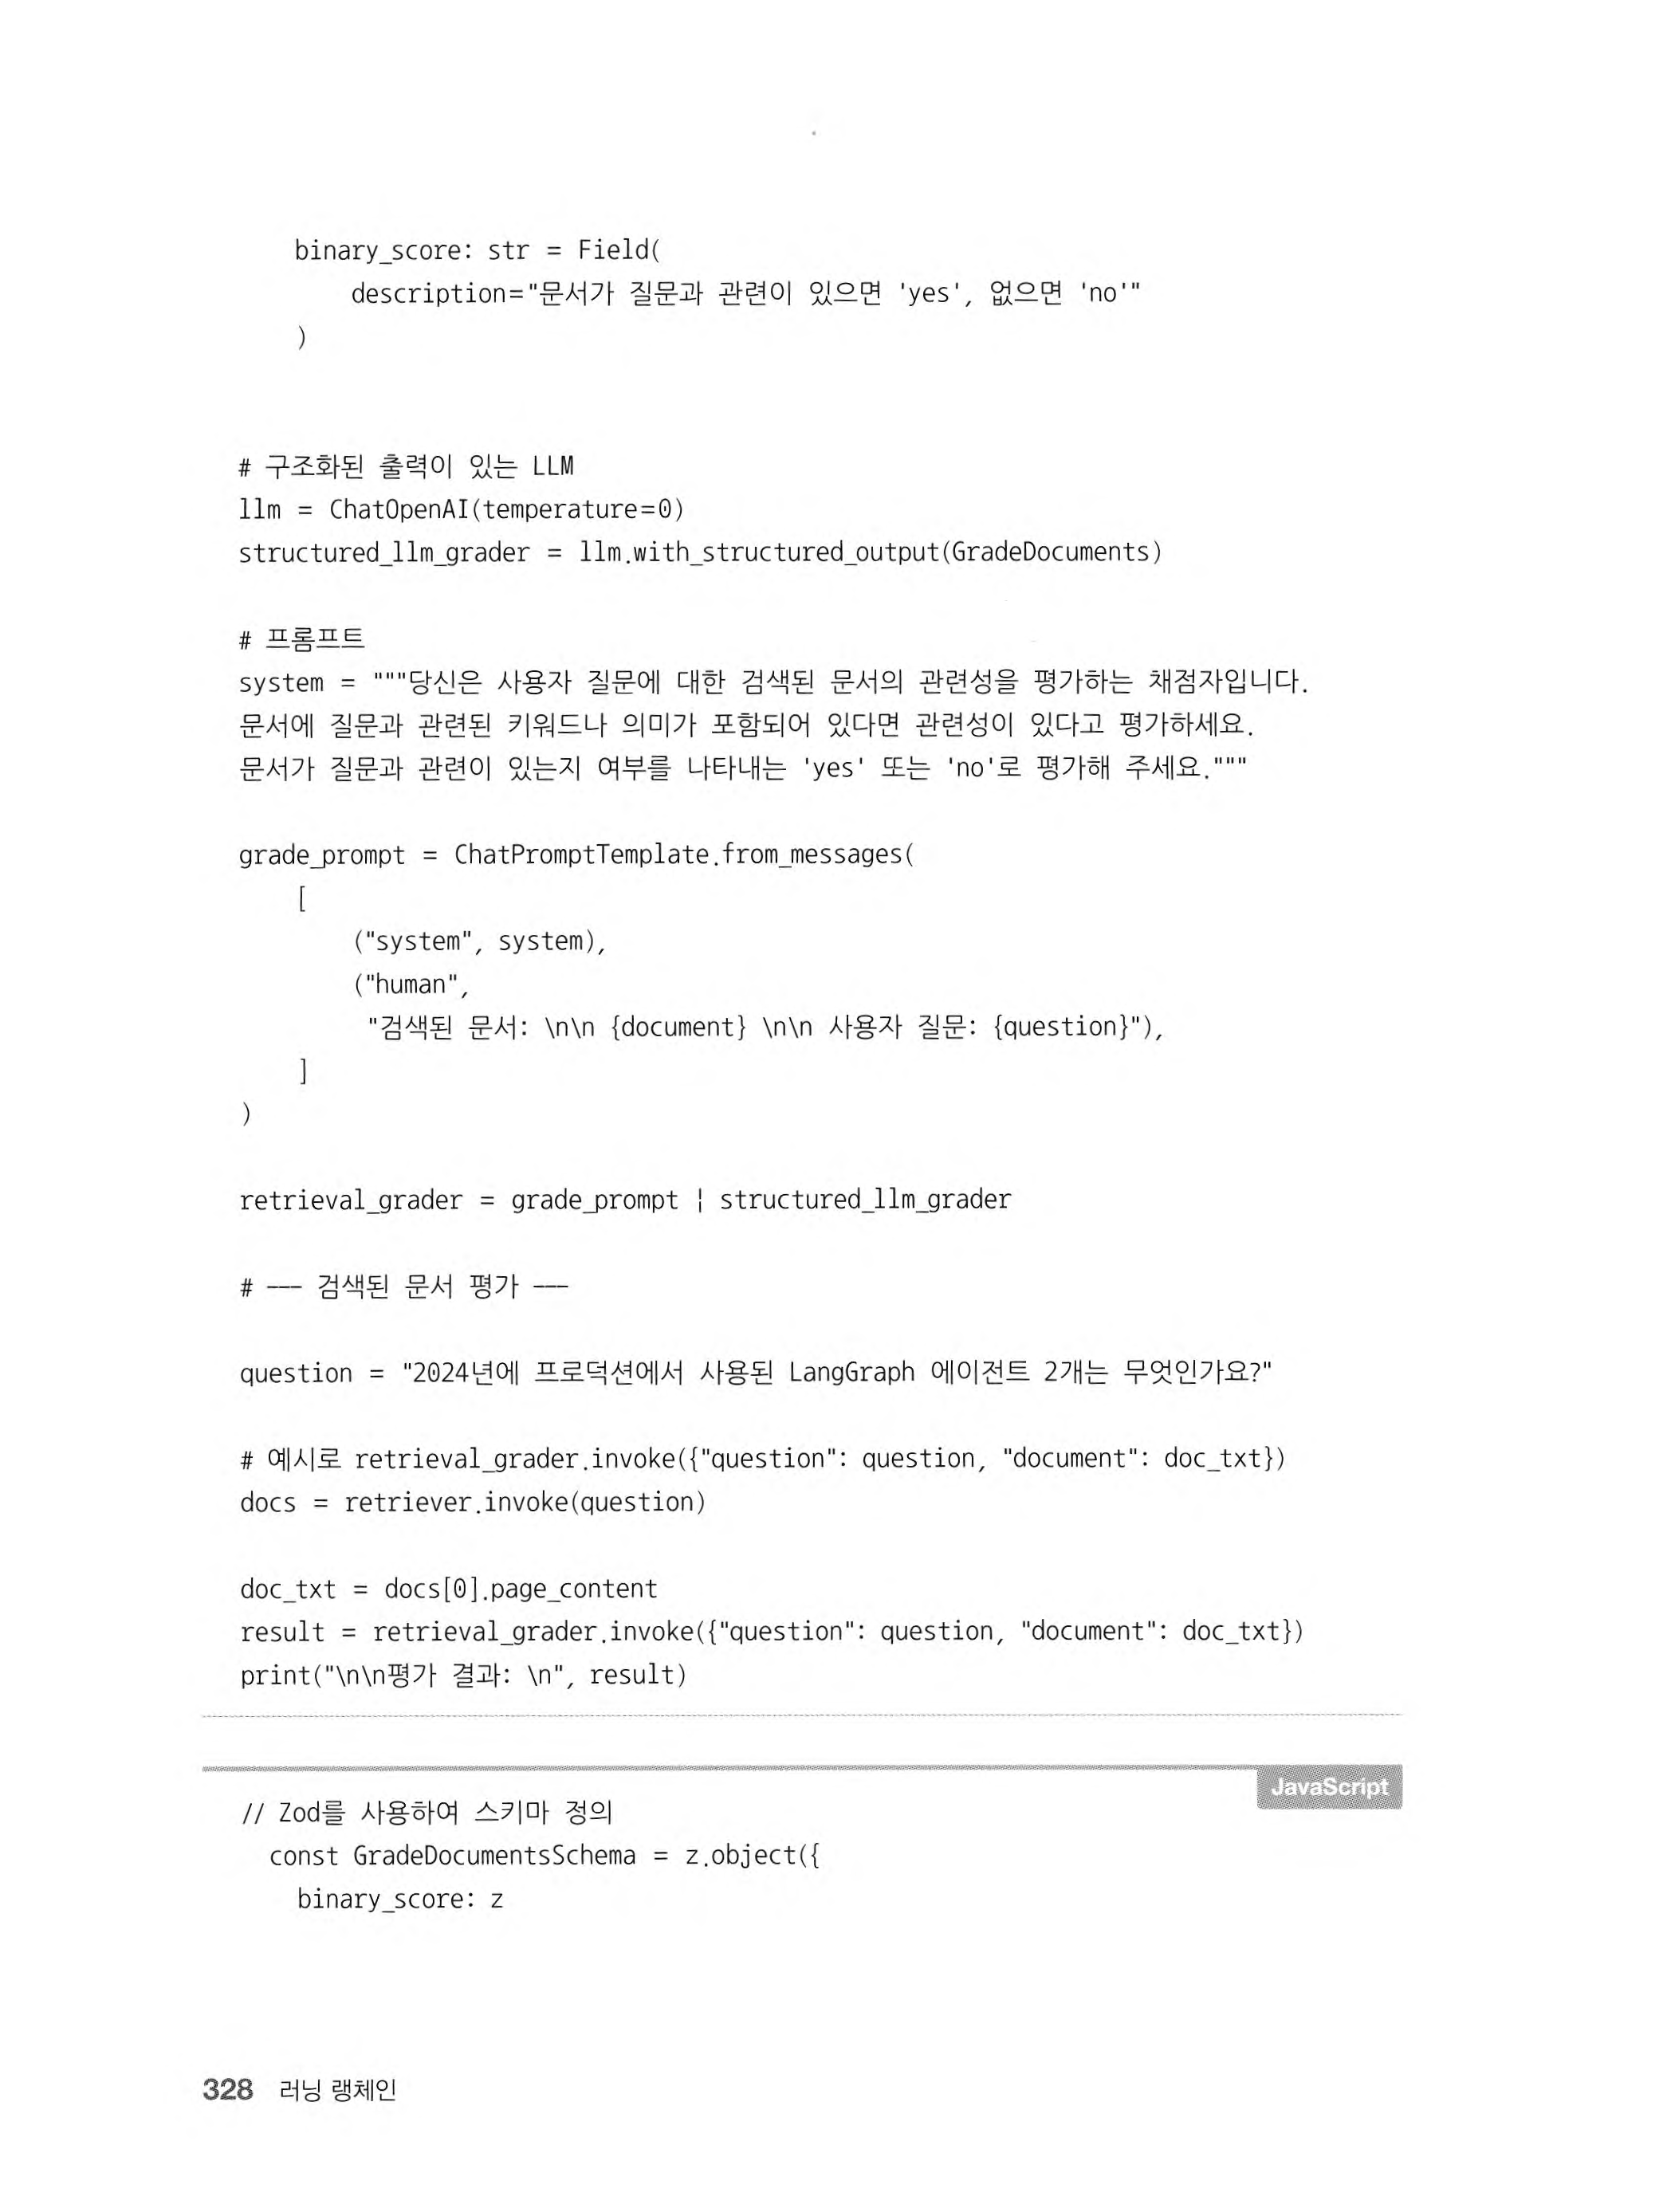 binary_score: str = Field(
        description="문서가 질문과 관련이 있으면 'yes', 없으면 'no'"
    )
# 구조화된 출력이 있는 LLM
llm = ChatOpenAI(temperature=0)
structured_llm_grader = llm.with_structured_output(GradeDocuments)
# 프롬프트
system = """당신은 사용자 질문에 대한 검색된 문서의 관련성을 평가하는 채점자입니다.
문서에 질문과 관련된 키워드나 의미가 포함되어 있다면 관련성이 있다고 평가하세요.
문서가 질문과 관련이 있는지 여부를 나타내는 'yes' 또는 'no'로 평가해 주세요."""
grade_prompt = ChatPromptTemplate.from_messages(
    [
        ("system", system),
        ("human",
         "검색된 문서: \n\n {document} \n\n 사용자 질문: {question}"),
    ]
)
retrieval_grader = grade_prompt | structured_llm_grader
# --- 검색된 문서 평가 ---
question = "2024년에 프로덕션에서 사용된 LangGraph 에이전트 2개는 무엇인가요?"
# 예시로 retrieval_grader.invoke({"question": question, "document": doc_txt})
docs = retriever.invoke(question)
doc_txt = docs[0].page_content
result = retrieval_grader.invoke({"question": question, "document": doc_txt})
print("\n\n평가 결과: \n", result)
JavaScript
// Zod를 사용하여 스키마 정의
  const GradeDocumentsSchema = z.object({
    binary_score: z
328 러닝 랭체인